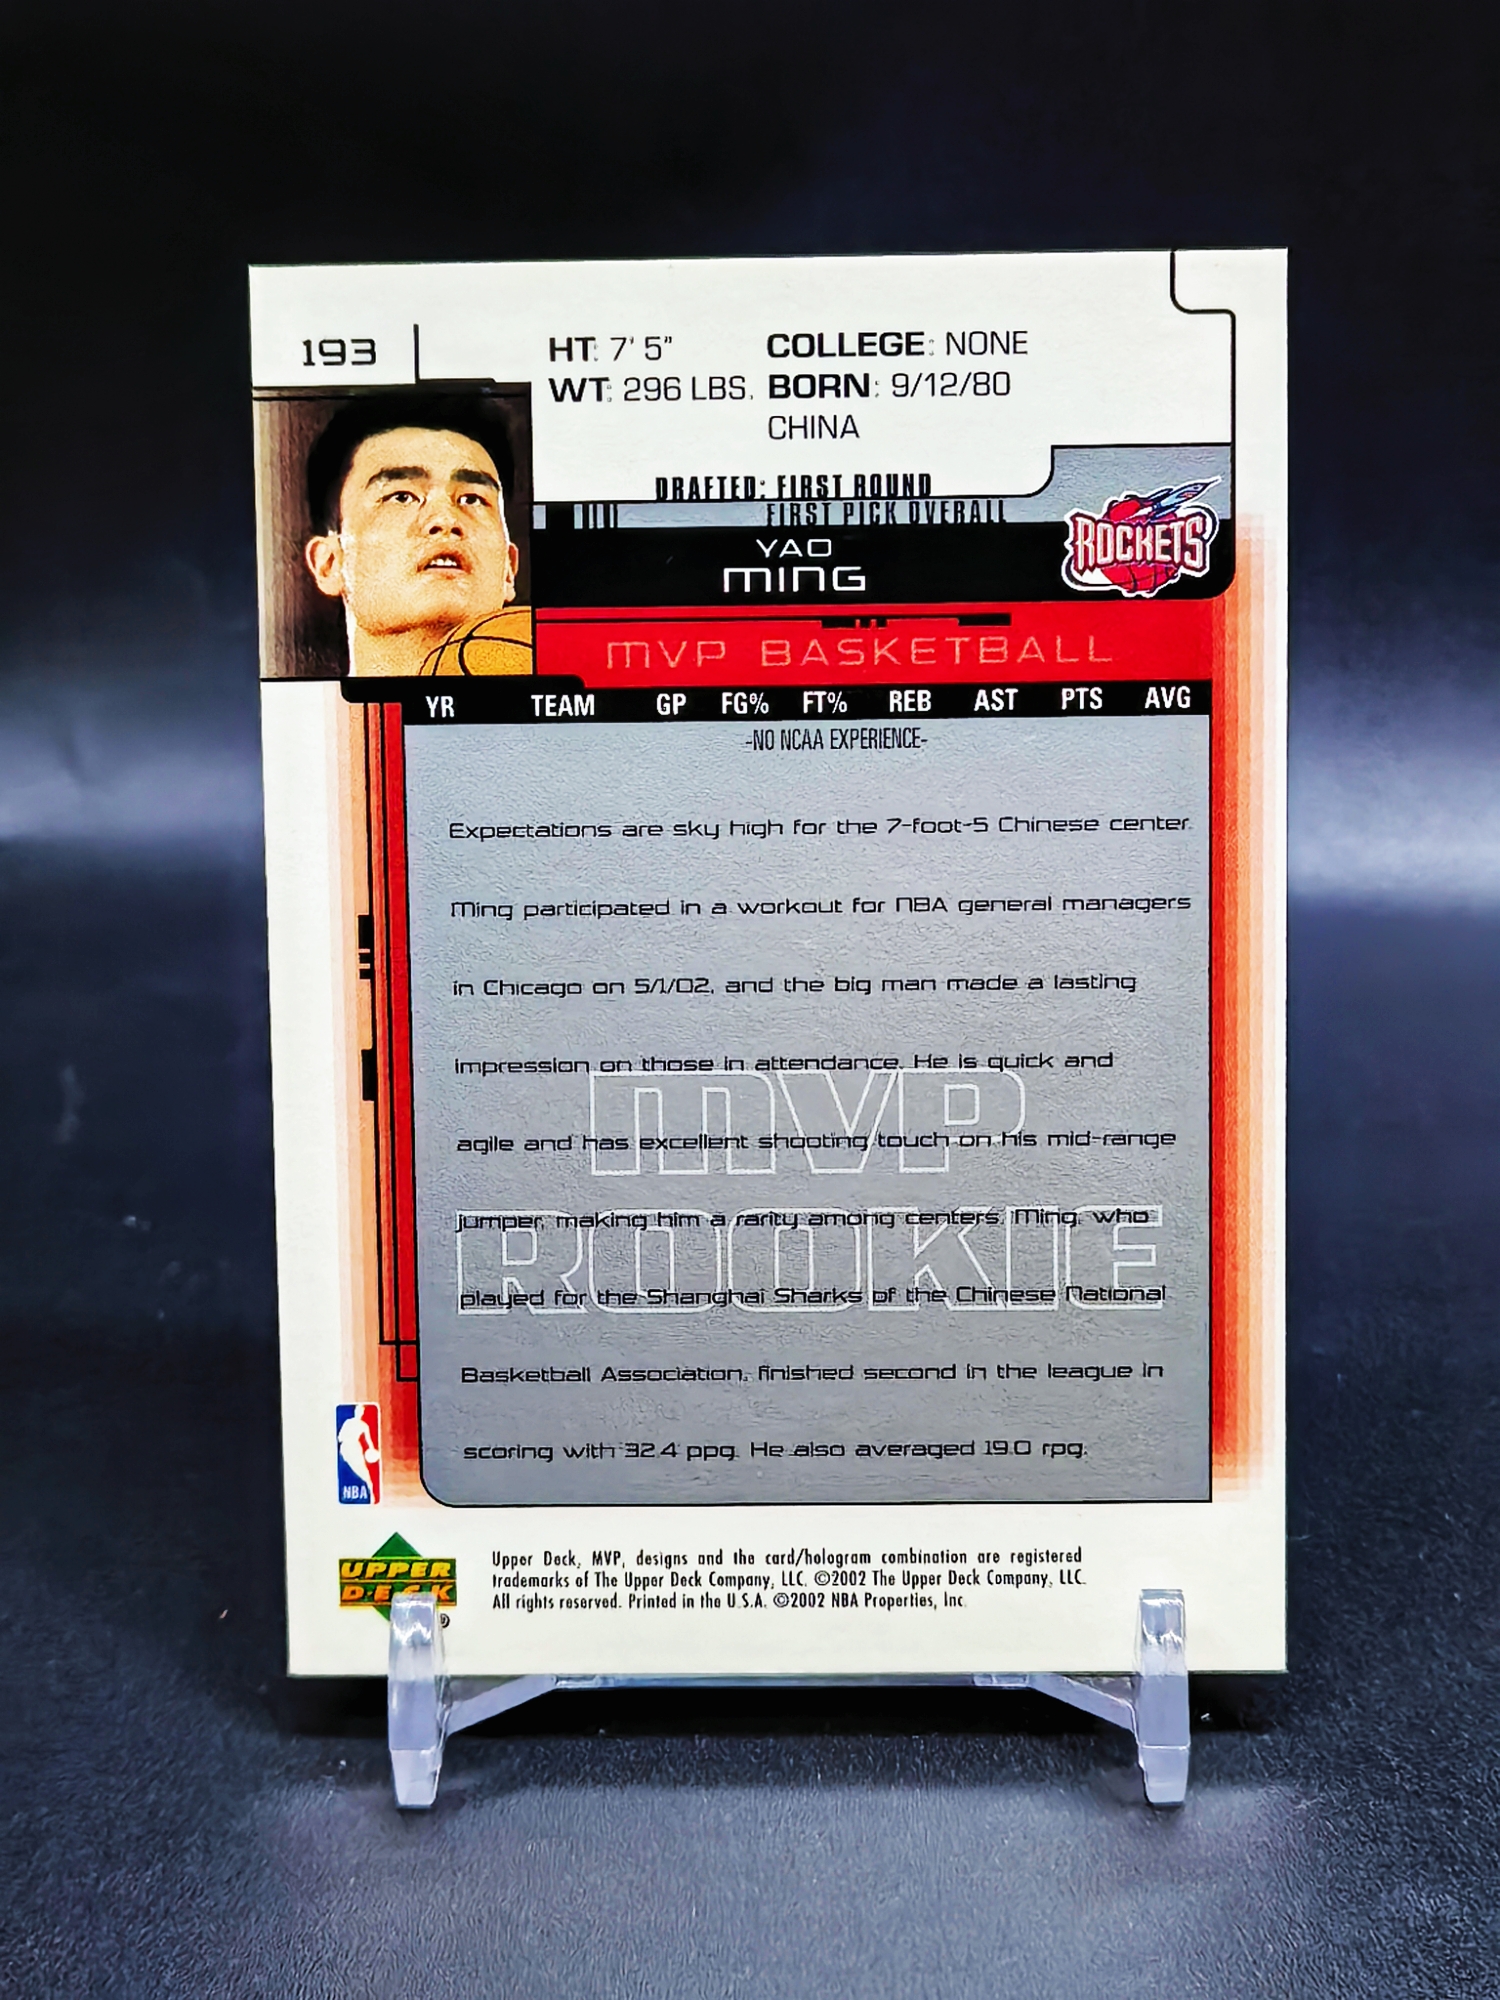 193
HT: 7' 5" COLLEGE: NONE
WT: 296 LBS. BORN: 9/12/80
CHINA
DRAFTED: FIRST ROUND
FIRST PICK OVERALL
YAO
MING
ROCKETS
MVP BASKETBALL
YR TEAM GP FG% FT% REB AST PTS AVG
-NO NCAA EXPERIENCE-
Expectations are sky high for the 7-foot-5 Chinese center.
Ming participated in a workout for NBA general managers
in Chicago on 5/1/02, and the big man made a lasting
impression on those in attendance. He is quick and
agile and has excellent shooting touch on his mid-range
jumper, making him a rarity among centers. Ming, who
played for the Shanghai Sharks of the Chinese National
Basketball Association, finished second in the league in
scoring with 32.4 ppg. He also averaged 19.0 rpg.
MVP
ROOKIE
NBA
UPPER
DECK
®
Upper Deck, MVP, designs and the card/hologram combination are registered
trademarks of The Upper Deck Company, LLC. ©2002 The Upper Deck Company, LLC.
All rights reserved. Printed in the U.S.A. ©2002 NBA Properties, Inc.